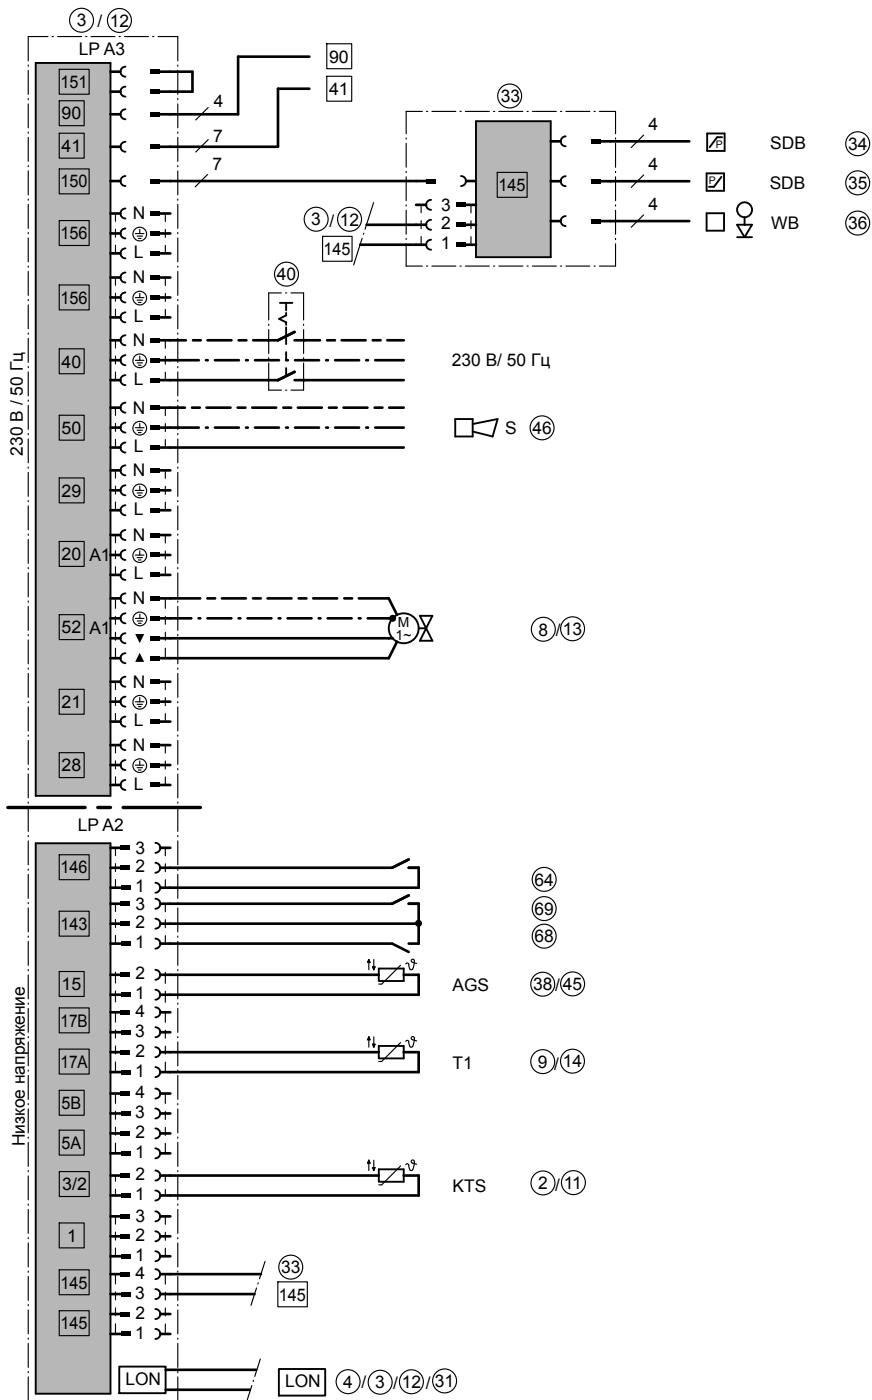 3 / 12
LP A3
151
90
41
150
156
156
40
50
29
20 A1
52 A1
21
28
230 В / 50 Гц
4
7
7
90
41
N
L
N
L
N
L
N
L
N
L
N
L
N
▼
▲
N
L
N
L
33
145
3
2
1
3 / 12
145
4
4
4
P
P
SDB 34
SDB 35
WB 36
40
230 В/ 50 Гц
S 46
M
1~
8/13
LP A2
Низкое напряжение
146
3
2
1
64
143
3
2
1
69
68
15
2
1
ϑ
AGS 38/45
17B
4
3
17A
2
1
ϑ
T1 9/14
5B
4
3
5A
2
1
3/2
2
1
ϑ
KTS 2/11
1
3
2
1
145
4
3
33
145
145
2
1
LON
LON 4/3/12/31